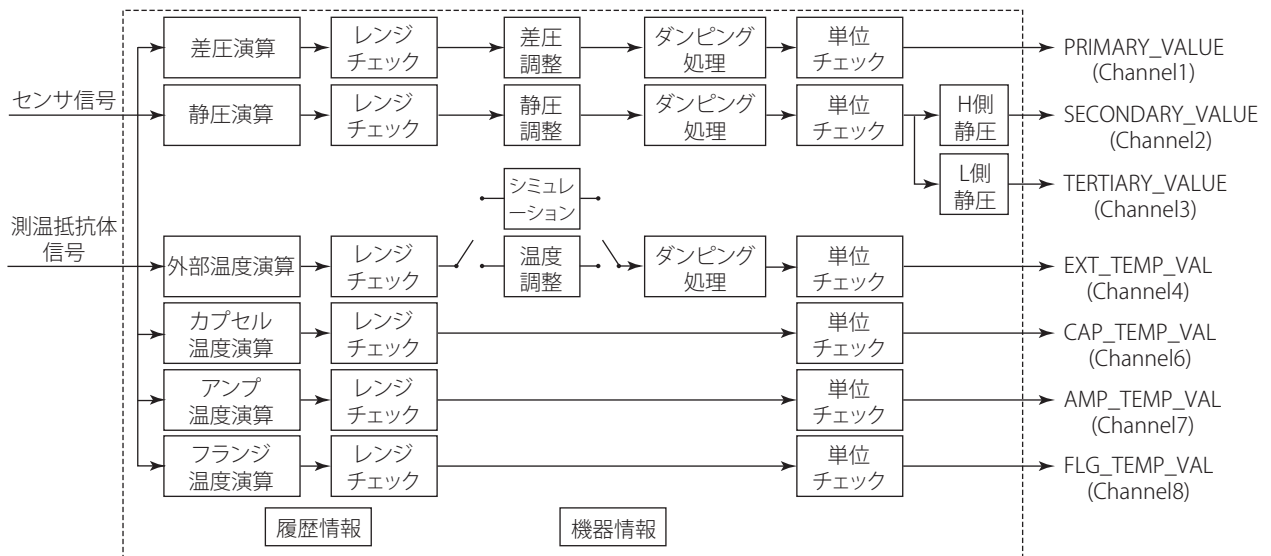 差圧演算
レンジ
チェック
差圧
調整
ダンピング
処理
単位
チェック
PRIMARY_VALUE
(Channel1)
センサ信号
静圧演算
レンジ
チェック
静圧
調整
ダンピング
処理
単位
チェック
H側
静圧
SECONDARY_VALUE
(Channel2)
L側
静圧
TERTIARY_VALUE
(Channel3)
測温抵抗体
信号
外部温度演算
レンジ
チェック
シミュレ
ーション
温度
調整
ダンピング
処理
単位
チェック
EXT_TEMP_VAL
(Channel4)
カプセル
温度演算
レンジ
チェック
単位
チェック
CAP_TEMP_VAL
(Channel6)
アンプ
温度演算
レンジ
チェック
単位
チェック
AMP_TEMP_VAL
(Channel7)
フランジ
温度演算
レンジ
チェック
単位
チェック
FLG_TEMP_VAL
(Channel8)
履歴情報
機器情報